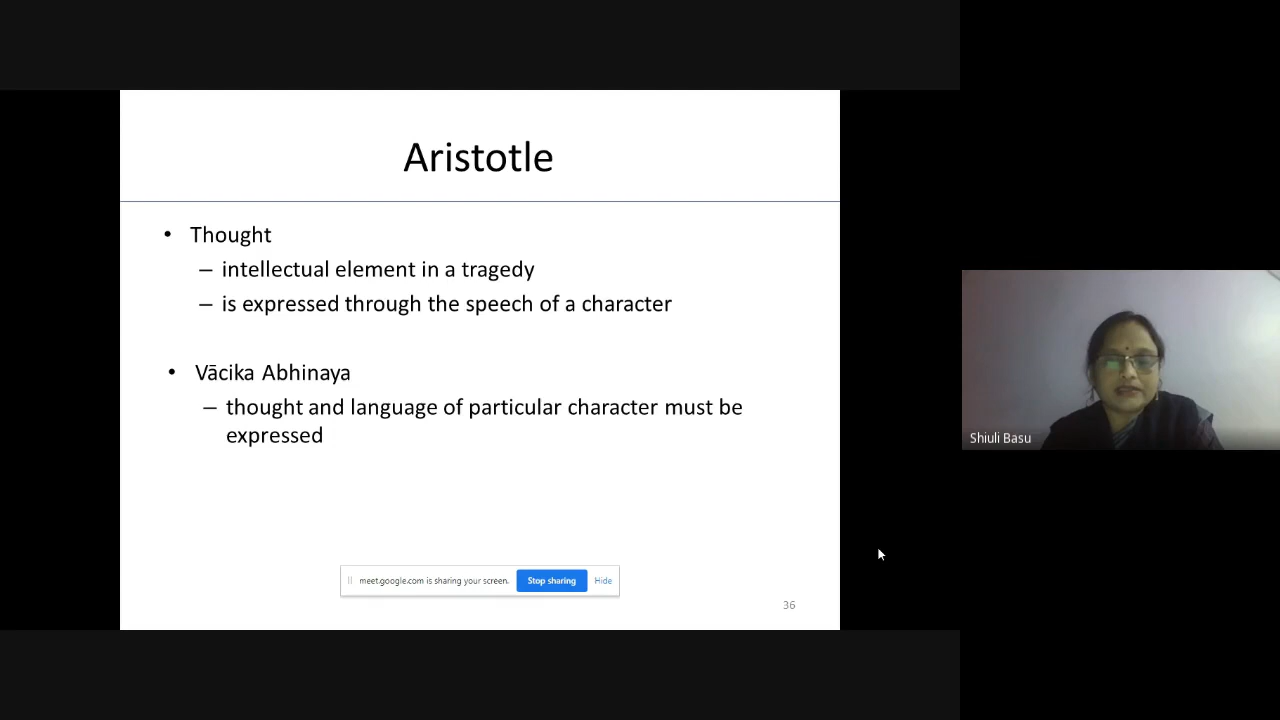 Aristotle
• Thought
– intellectual element in a tragedy
– is expressed through the speech of a character
• Vācika Abhinaya
– thought and language of particular character must be
expressed
meet.google.com is sharing your screen. Stop sharing Hide
36
Shiuli Basu